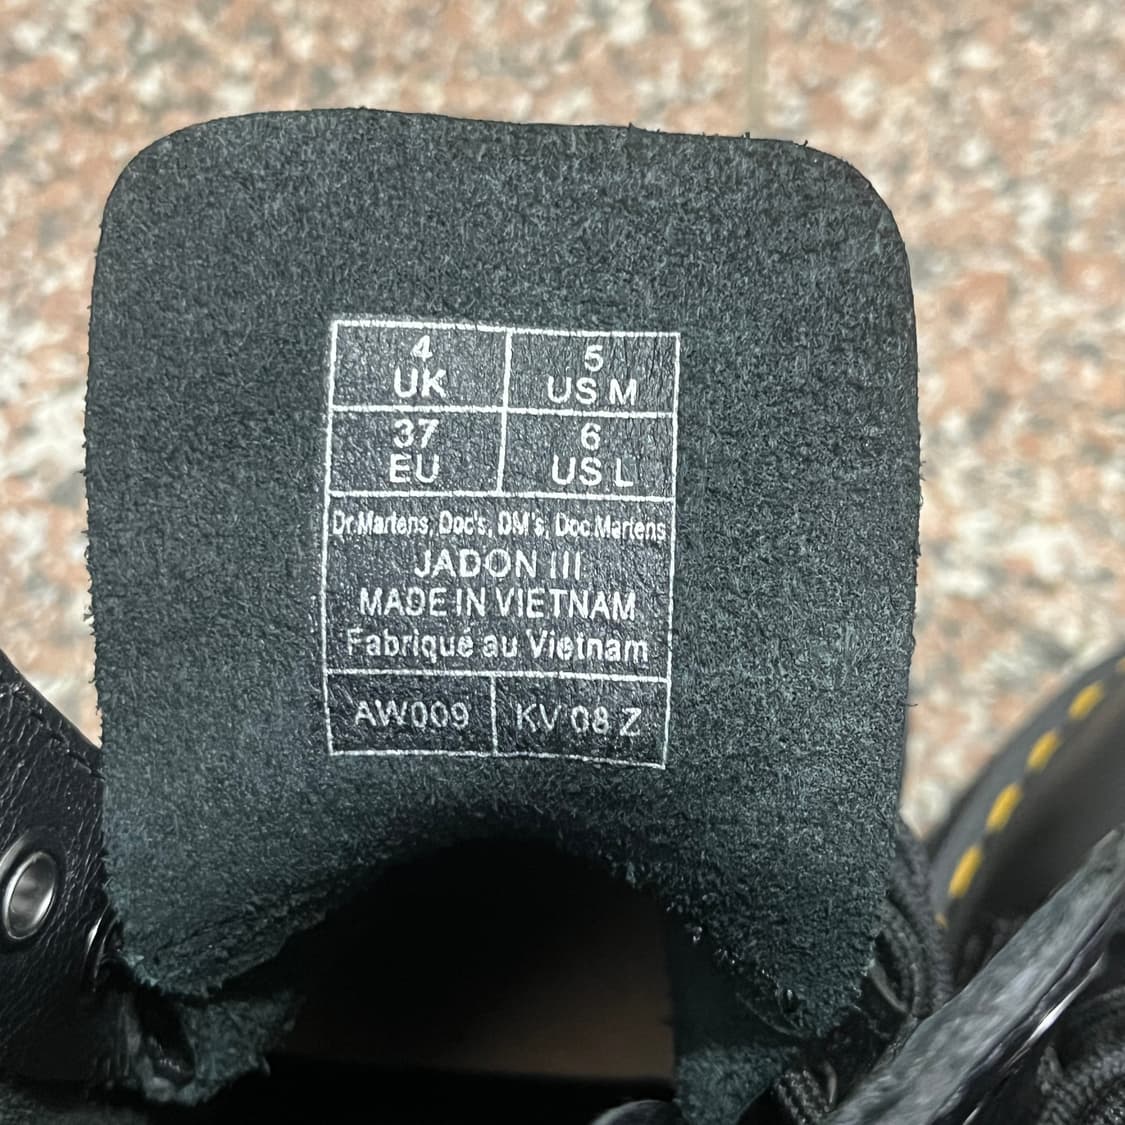 4
UK
5
US M
37
EU
6
US L
Dr.Martens, Doc's, DM's, Doc Martens
JADON III
MADE IN VIETNAM
Fabriqué au Vietnam
AW009
KV 08 Z